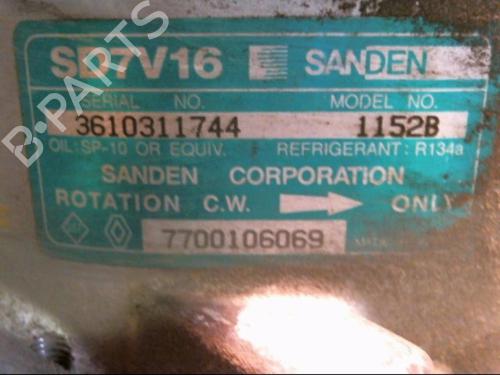 SD7V16 SANDEN
SERIAL NO. MODEL NO.
3610311744 1152B
OIL:SP-10 OR EQUIV. REFRIGERANT: R134a
SANDEN CORPORATION
ROTATION C.W. ONLY
7700106069
B-PARTS